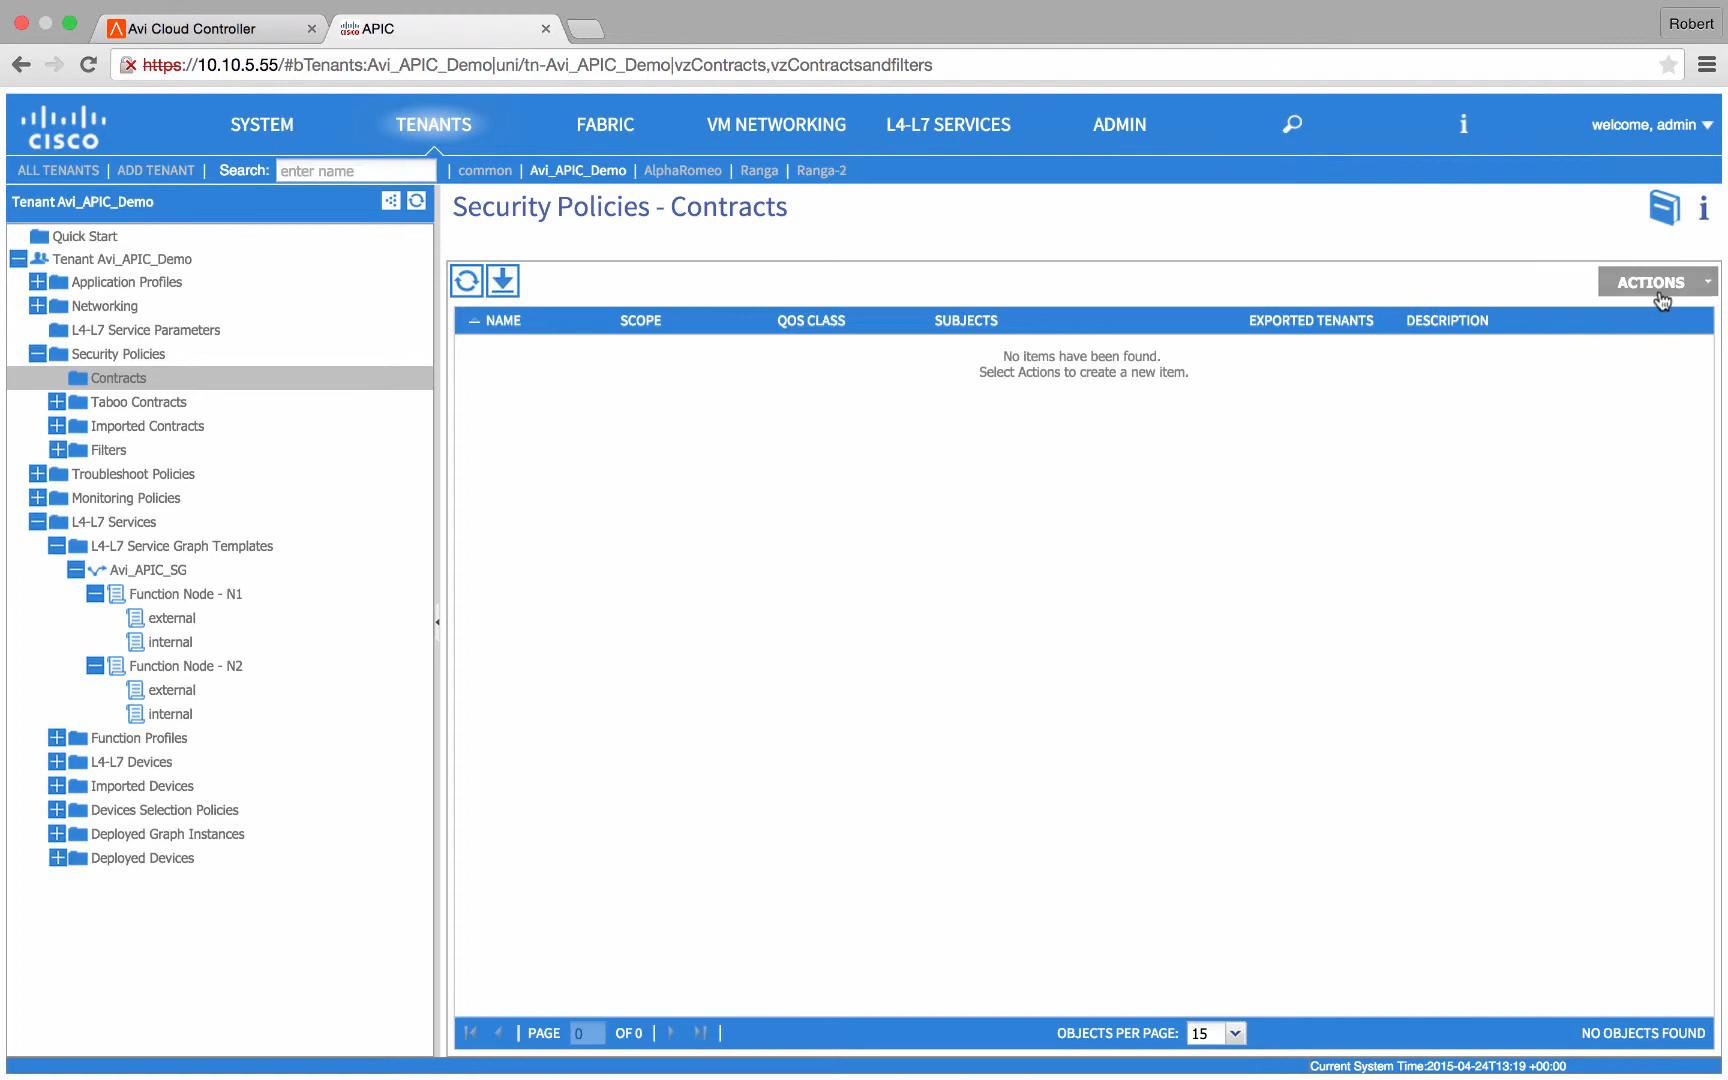 Avi Cloud Controller
APIC
Robert
https://10.10.5.55/#bTenants:Avi_APIC_Demo|uni/tn-Avi_APIC_Demo|vzContracts,vzContractsandfilters
CISCO SYSTEM TENANTS FABRIC VM NETWORKING L4-L7 SERVICES ADMIN welcome, admin
ALL TENANTS | ADD TENANT | Search: enter name | common | Avi_APIC_Demo | AlphaRomeo | Ranga | Ranga-2
Tenant Avi_APIC_Demo
Quick Start
Tenant Avi_APIC_Demo
Application Profiles
Networking
L4-L7 Service Parameters
Security Policies
Contracts
Taboo Contracts
Imported Contracts
Filters
Troubleshoot Policies
Monitoring Policies
L4-L7 Services
L4-L7 Service Graph Templates
Avi_APIC_SG
Function Node - N1
external
internal
Function Node - N2
external
internal
Function Profiles
L4-L7 Devices
Imported Devices
Devices Selection Policies
Deployed Graph Instances
Deployed Devices
Security Policies - Contracts
ACTIONS
NAME SCOPE QOS CLASS SUBJECTS EXPORTED TENANTS DESCRIPTION
No items have been found.
Select Actions to create a new item.
PAGE 0 OF 0 OBJECTS PER PAGE: 15 NO OBJECTS FOUND
Current System Time:2015-04-24T13:19 +00:00